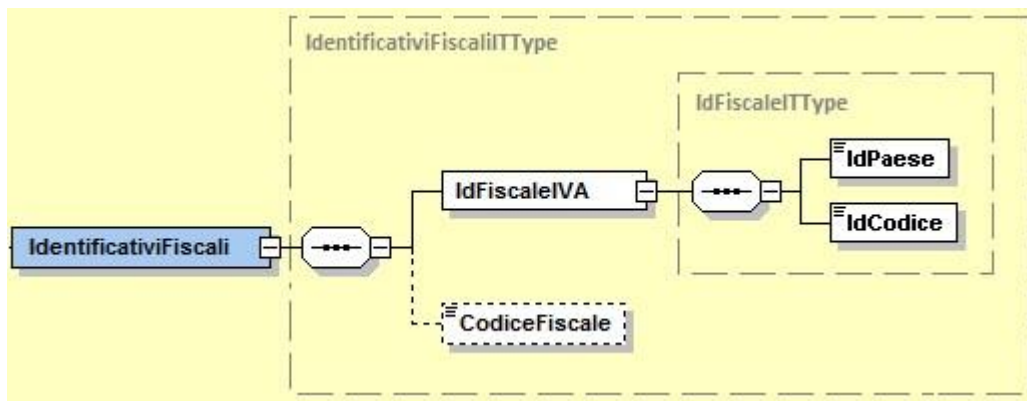 IdentificativiFiscaliITType
IdFiscaleITType
IdPaese
IdFiscaleIVA
IdCodice
IdentificativiFiscali
CodiceFiscale